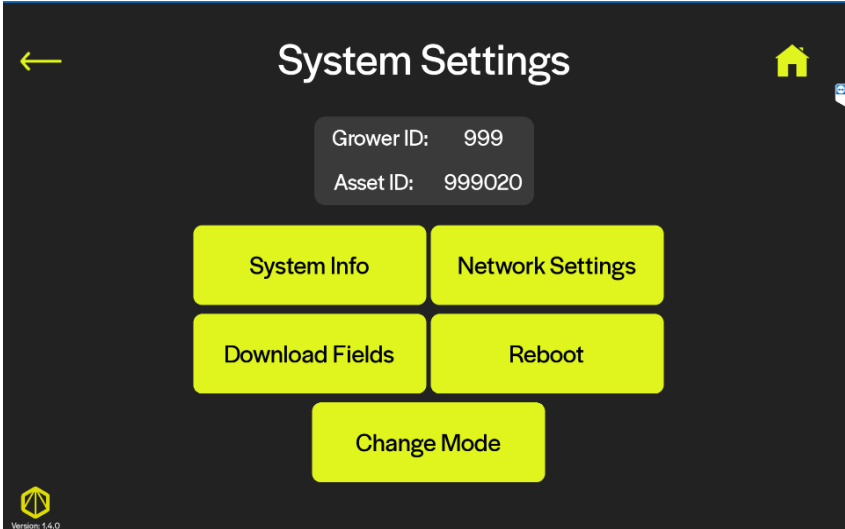 System Settings
Grower ID: 999
Asset ID: 999020
System Info
Network Settings
Download Fields
Reboot
Change Mode
Version: 1.4.0